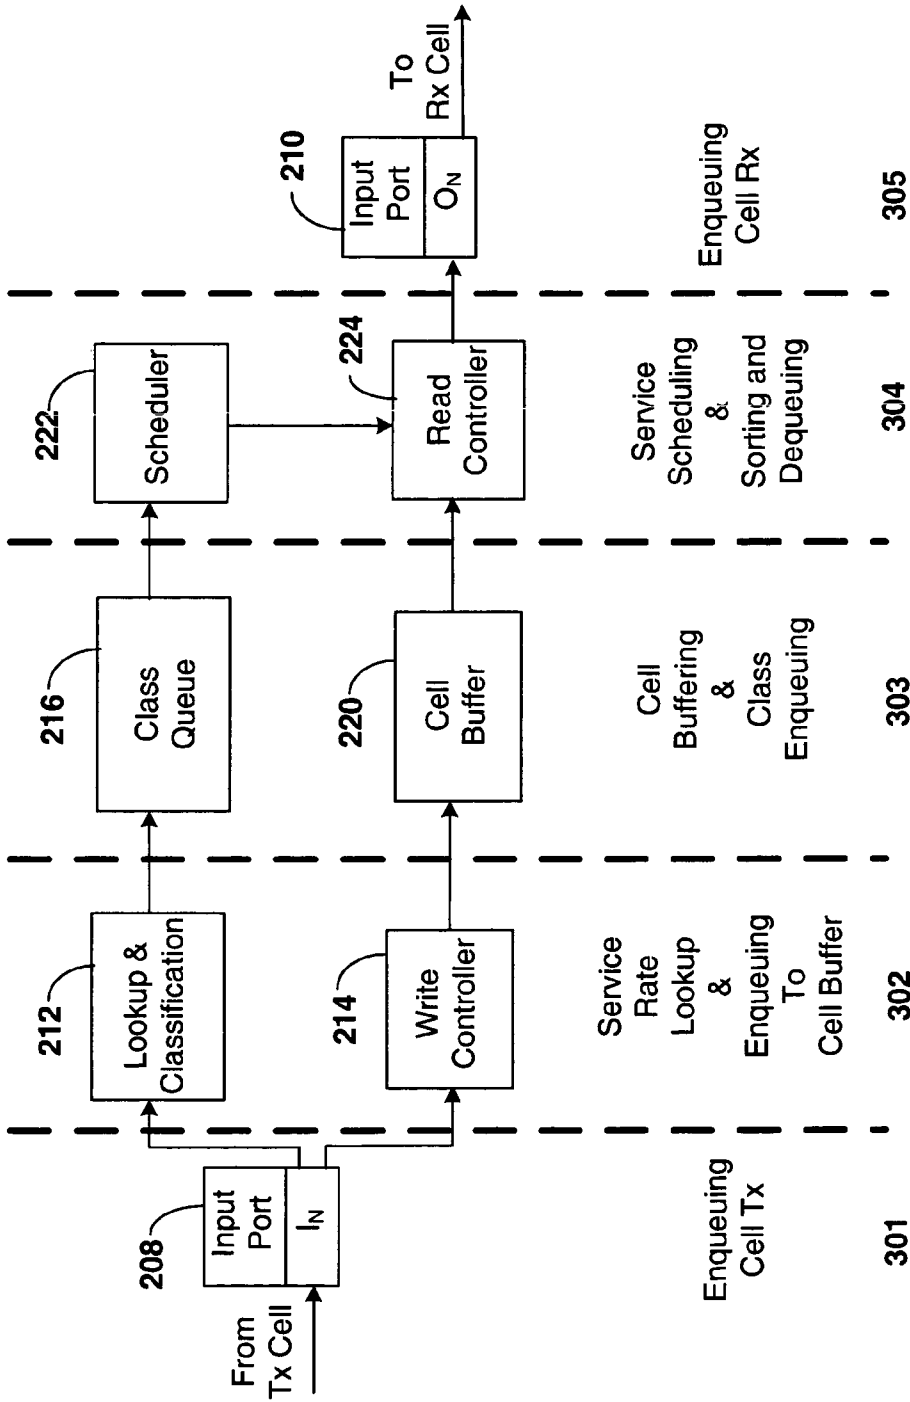 From
Tx Cell
208
Input
Port
IN
212
Lookup &
Classification
214
Write
Controller
216
Class
Queue
220
Cell
Buffer
222
Scheduler
224
Read
Controller
210
Input
Port
ON
To
Rx Cell
Enqueuing
Cell Tx
Service
Rate
Lookup
&
Enqueuing
To
Cell Buffer
Cell
Buffering
&
Class
Enqueuing
Service
Scheduling
&
Sorting and
Dequeuing
Enqueuing
Cell Rx
301
302
303
304
305